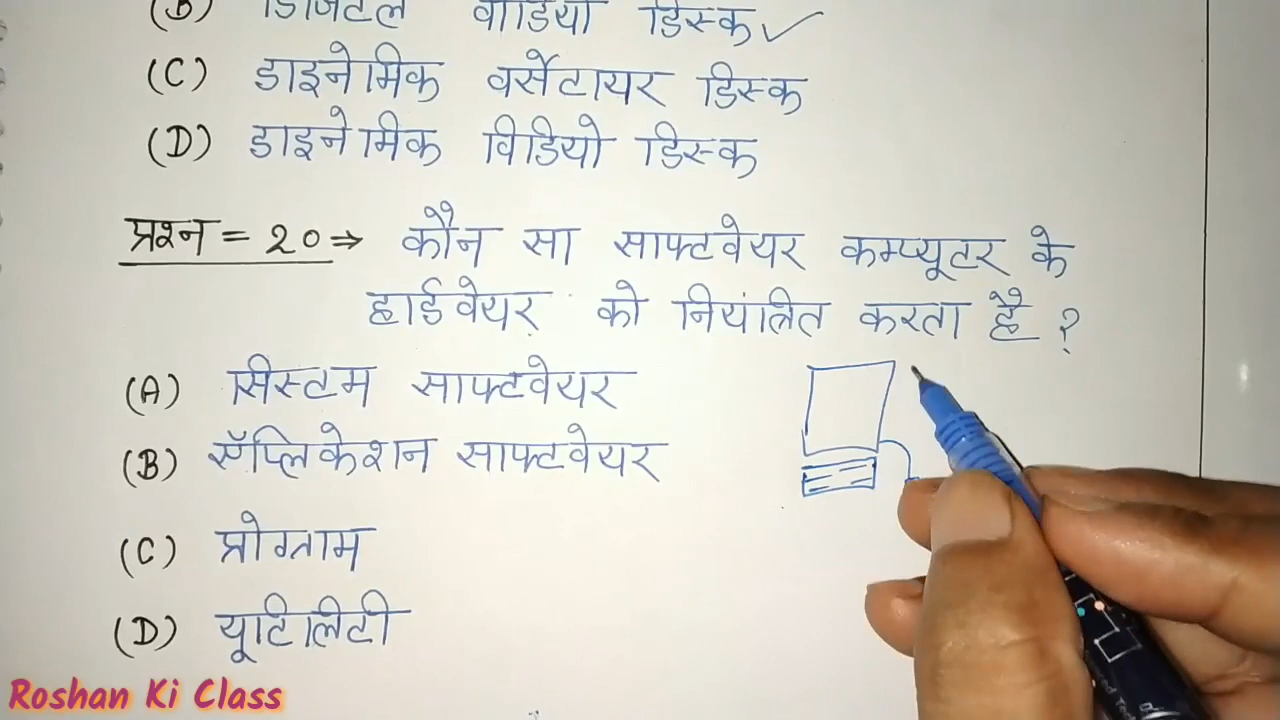 (B) डिजिटल वीडियो डिस्क ✓
(C) डाइनेमिक वर्सेटायर डिस्क
(D) डाइनेमिक विडियो डिस्क
प्रश्न = 20 ⇒ कौन सा साफ्टवेयर कम्प्यूटर के
हार्डवेयर को नियंत्रित करता है ?
(A) सिस्टम साफ्टवेयर
(B) एॅप्लिकेशन साफ्टवेयर
(C) प्रोग्राम
(D) यूटिलिटी
Roshan Ki Class